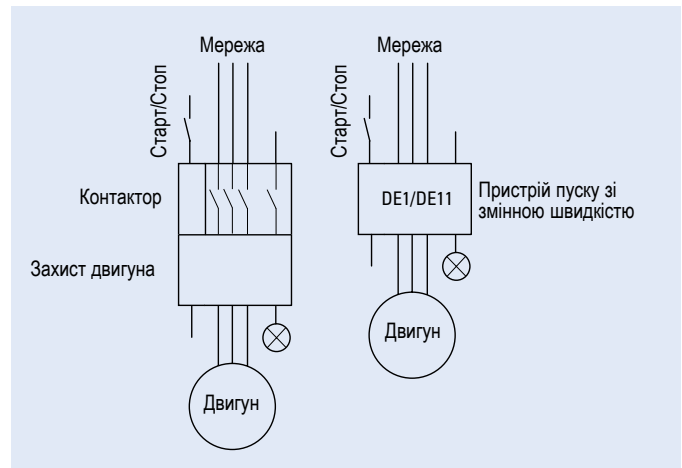 Мережа
Старт/Стоп
Контактор
Захист двигуна
Двигун
Мережа
Старт/Стоп
DE1/DE11
Пристрій пуску зі
змінною швидкістю
Двигун